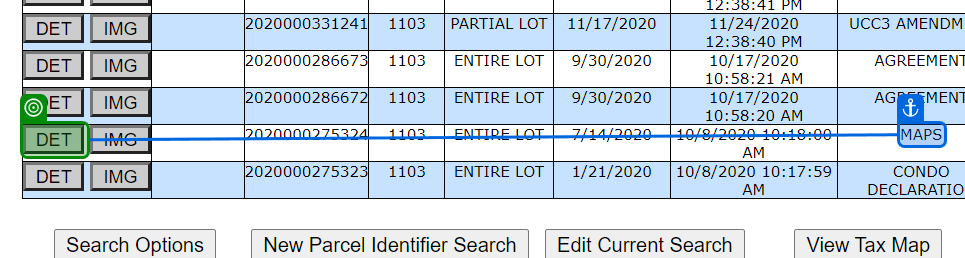 12:38:41 PM
DET IMG 2020000331241 1103 PARTIAL LOT 11/17/2020 11/24/2020 UCC3 AMENDM
12:38:40 PM
DET IMG 2020000286673 1103 ENTIRE LOT 9/30/2020 10/17/2020 AGREEMENT
10:58:21 AM
DET IMG 2020000286672 1103 ENTIRE LOT 9/30/2020 10/17/2020 AGREEMENT
10:58:20 AM
DET IMG 2020000275324 1103 ENTIRE LOT 7/14/2020 10/8/2020 10:18:00 MAPS
AM
DET IMG 2020000275323 1103 ENTIRE LOT 1/21/2020 10/8/2020 10:17:59 CONDO
AM DECLARATIO
Search Options New Parcel Identifier Search Edit Current Search View Tax Map